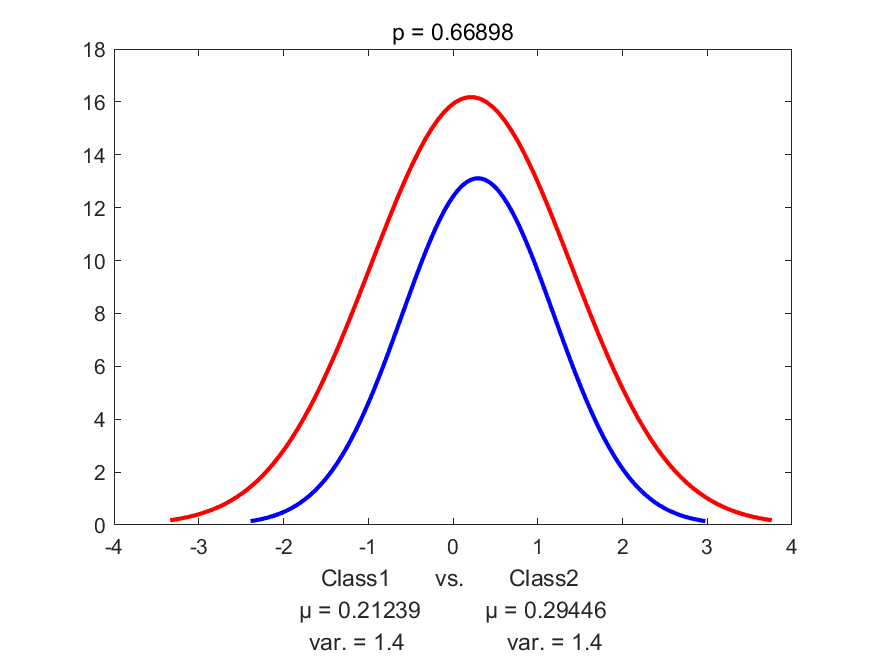 p = 0.66898
18
16
14
12
10
8
6
4
2
0
-4 -3 -2 -1 0 1 2 3 4
Class1 vs. Class2
μ = 0.21239 μ = 0.29446
var. = 1.4 var. = 1.4